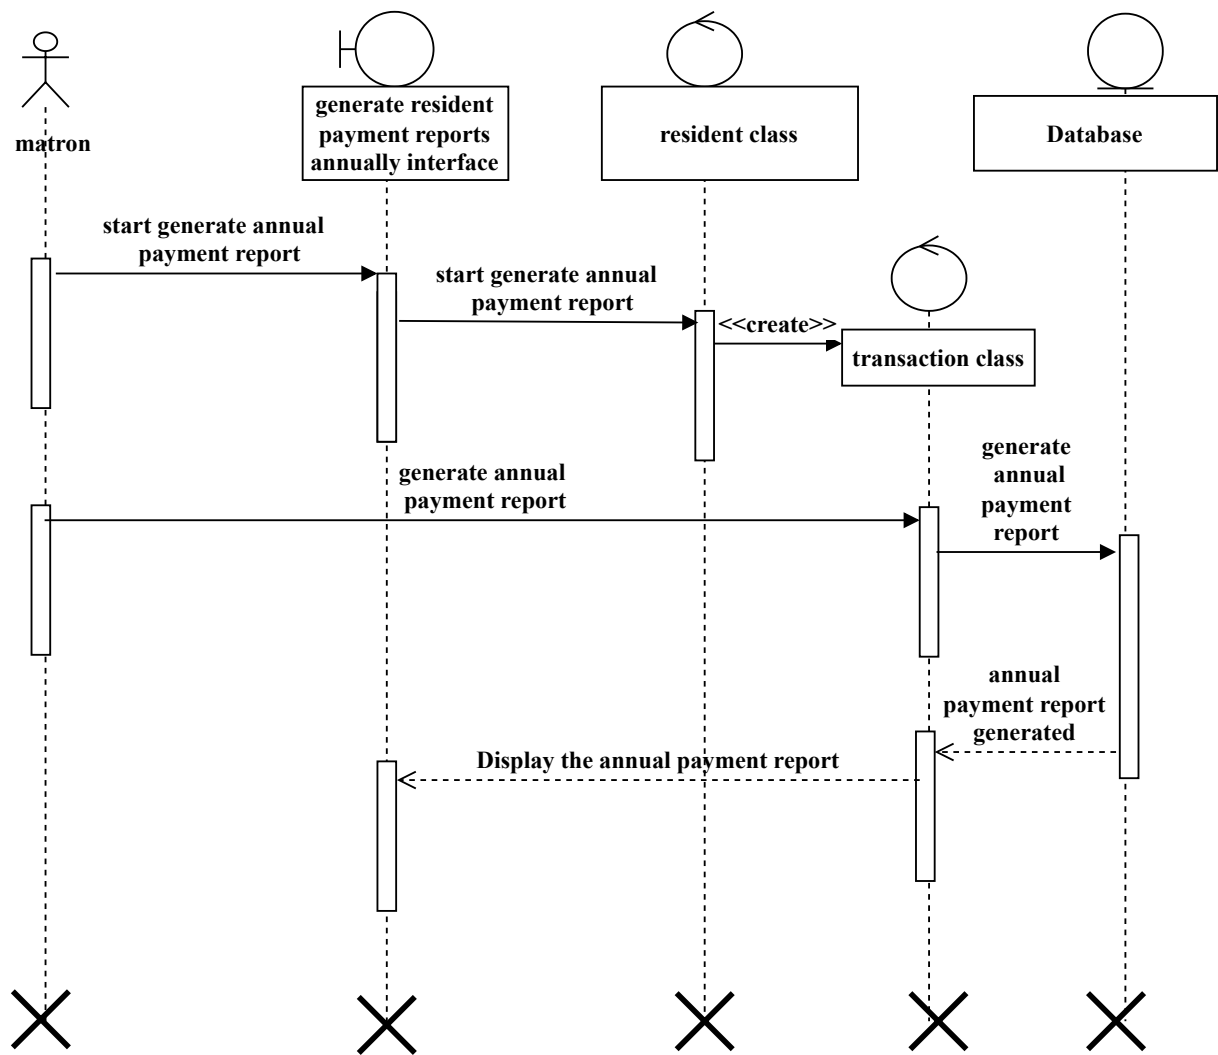 matron
generate resident
payment reports
annually interface
resident class
Database
start generate annual
payment report
start generate annual
payment report
<<create>>
transaction class
generate annual
payment report
generate
annual
payment
report
annual
payment report
generated
Display the annual payment report